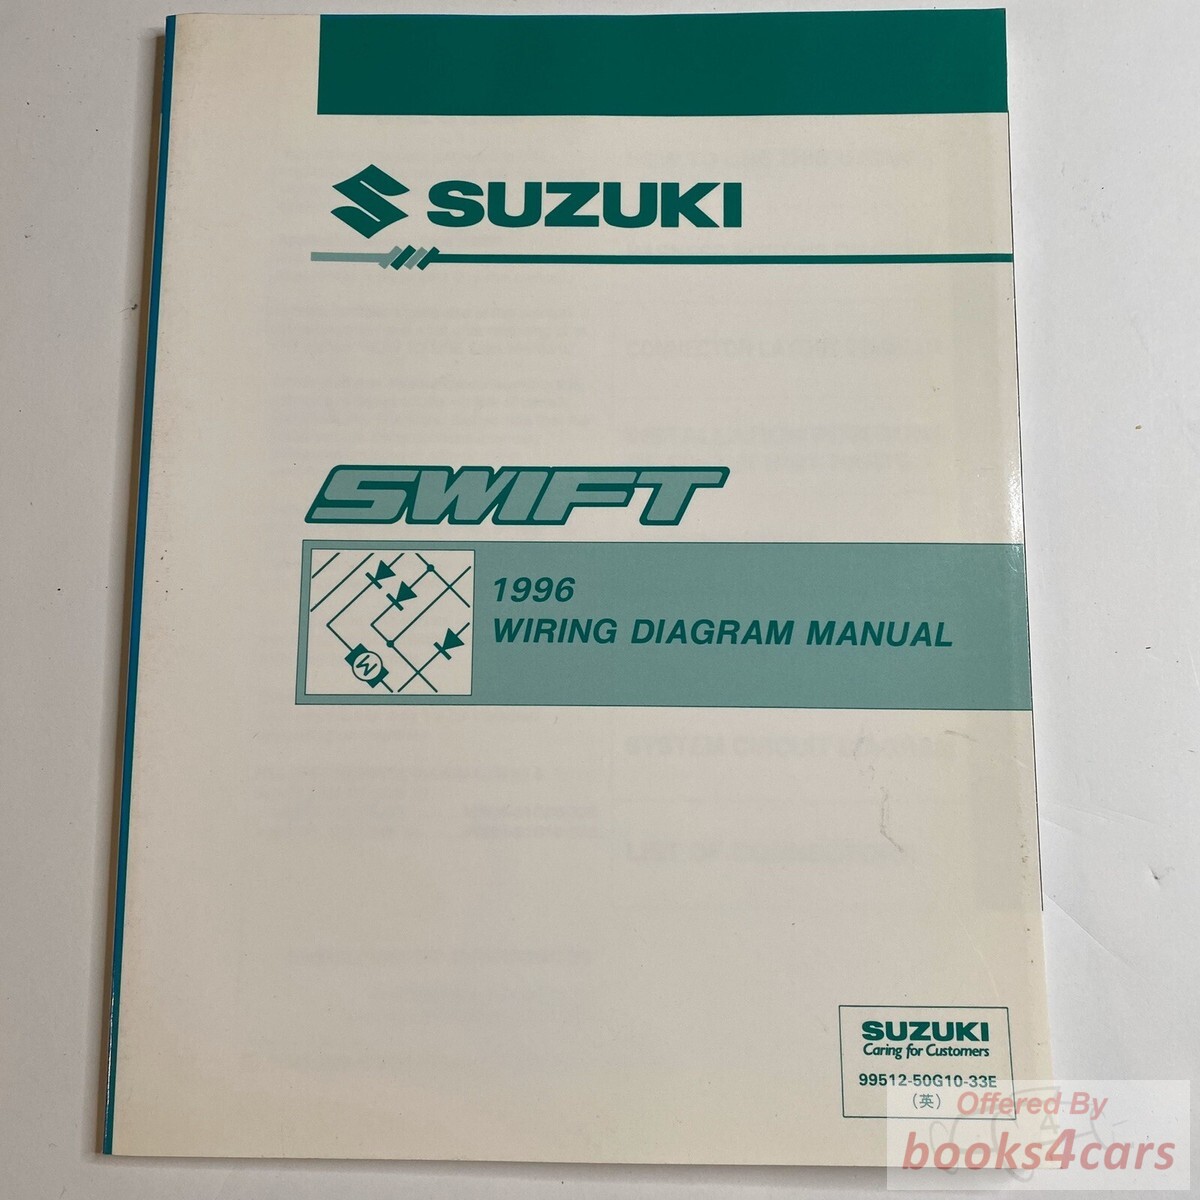 SUZUKI
SWIFT
1996
WIRING DIAGRAM MANUAL
M
SUZUKI
Caring for Customers
99512-50G10-33E
(英)
Offered By
books4cars